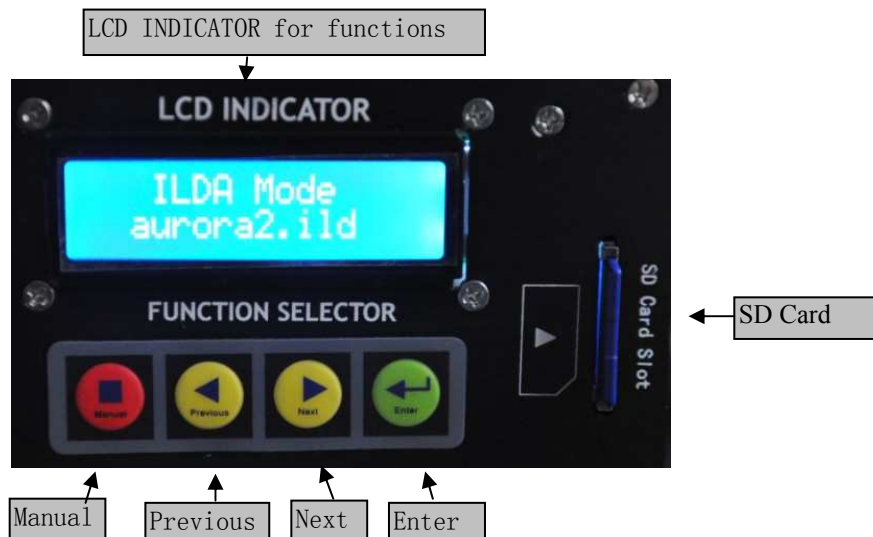 LCD INDICATOR for functions
LCD INDICATOR
ILDA Mode
aurora2.ild
FUNCTION SELECTOR
SD Card Slot
SD Card
Manual
Previous
Next
Enter
Manual
Previous
Next
Enter